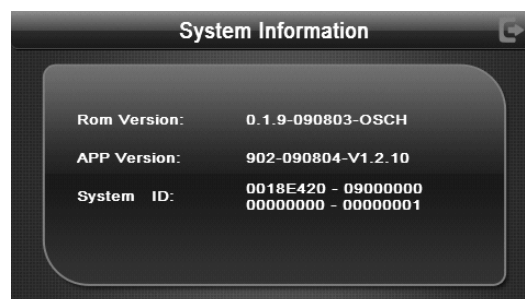 System Information
Rom Version: 0.1.9-090803-OSCH
APP Version: 902-090804-V1.2.10
System ID: 0018E420 - 09000000
00000000 - 00000001